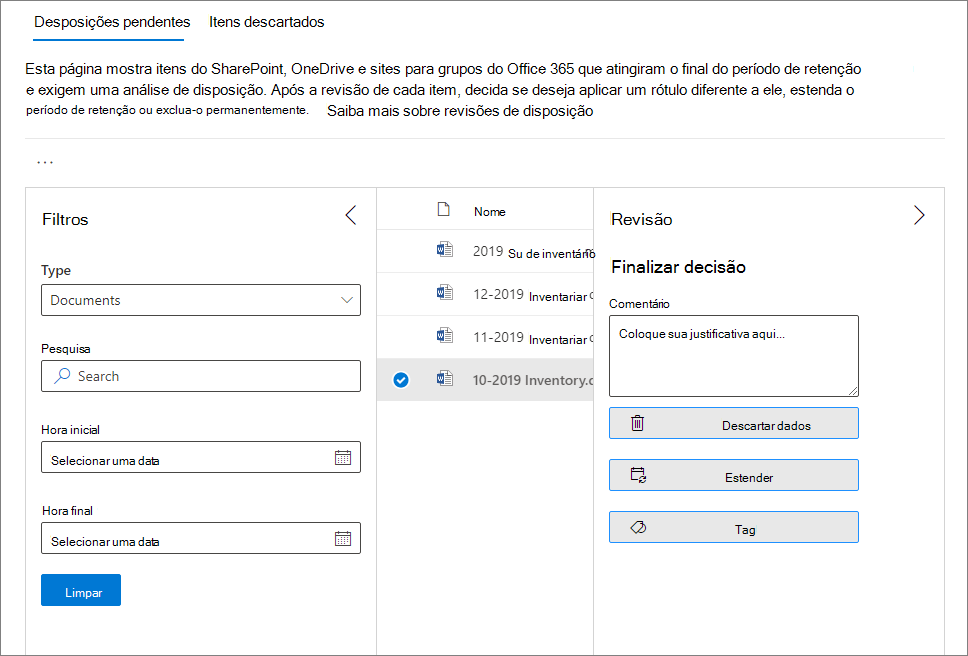 Desposições pendentes Itens descartados
Esta página mostra itens do SharePoint, OneDrive e sites para grupos do Office 365 que atingiram o final do período de retenção
e exigem uma análise de disposição. Após a revisão de cada item, decida se deseja aplicar um rótulo diferente a ele, estenda o
período de retenção ou exclua-o permanentemente. Saiba mais sobre revisões de disposição
...
Filtros
Type
Documents
Pesquisa
Search
Hora inicial
Selecionar uma data
Hora final
Selecionar uma data
Limpar
Nome
2019 Su de inventário
12-2019 Inventariar
11-2019 Inventariar
10-2019 Inventory.d
Revisão
Finalizar decisão
Comentário
Coloque sua justificativa aqui...
Descartar dados
Estender
Tag